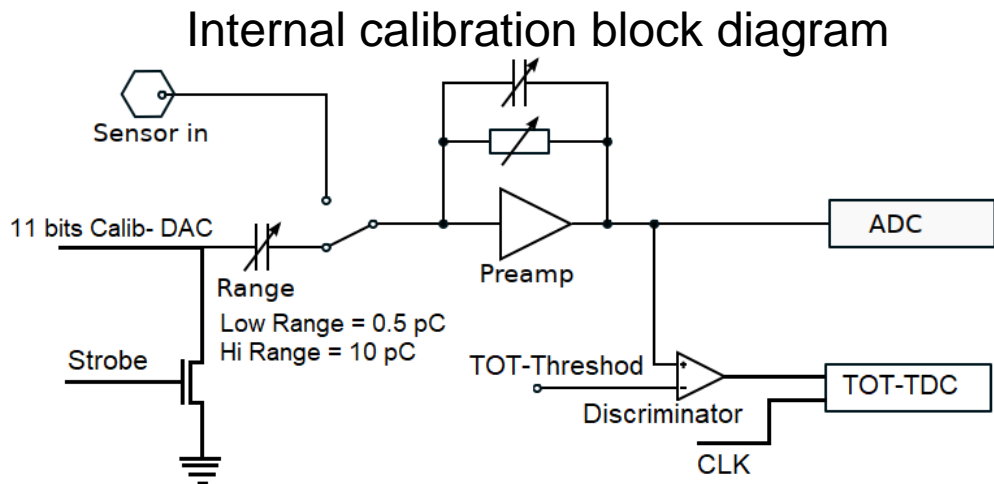 Internal calibration block diagram
Sensor in
11 bits Calib- DAC
Range
Low Range = 0.5 pC
Hi Range = 10 pC
Strobe
Preamp
ADC
TOT-Threshod
+
-
Discriminator
TOT-TDC
CLK